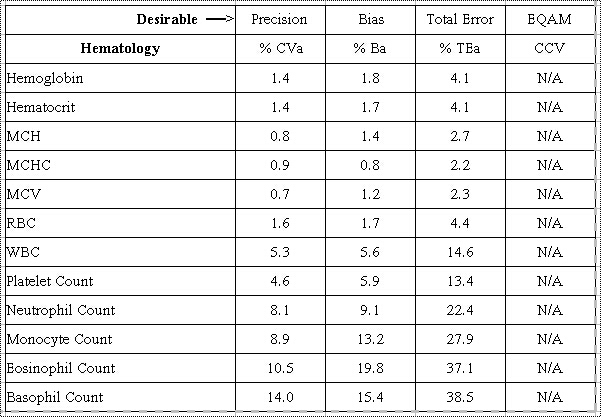 Desirable —> Precision Bias Total Error EQAM
Hematology % CVa % Ba % TEa CCV
Hemoglobin 1.4 1.8 4.1 N/A
Hematocrit 1.4 1.7 4.1 N/A
MCH 0.8 1.4 2.7 N/A
MCHC 0.9 0.8 2.2 N/A
MCV 0.7 1.2 2.3 N/A
RBC 1.6 1.7 4.4 N/A
WBC 5.3 5.6 14.6 N/A
Platelet Count 4.6 5.9 13.4 N/A
Neutrophil Count 8.1 9.1 22.4 N/A
Monocyte Count 8.9 13.2 27.9 N/A
Eosinophil Count 10.5 19.8 37.1 N/A
Basophil Count 14.0 15.4 38.5 N/A